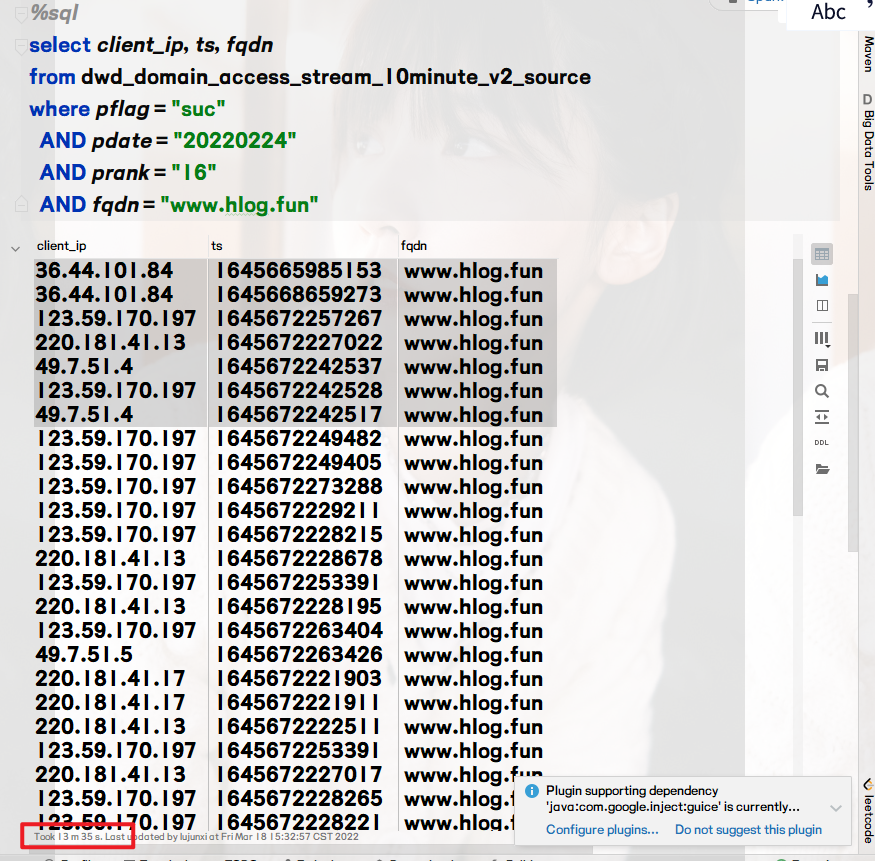 Abc
%sql
select client_ip, ts, fqdn
from dwd_domain_access_stream_10minute_v2_source
where pflag = "suc"
AND pdate = "20220224"
AND prank = "16"
AND fqdn = "www.hlog.fun"
client_ip ts fqdn
36.44.101.84 1645665985153 www.hlog.fun
36.44.101.84 1645668659273 www.hlog.fun
123.59.170.197 1645672257267 www.hlog.fun
220.181.41.13 1645672227022 www.hlog.fun
49.7.51.4 1645672242537 www.hlog.fun
123.59.170.197 1645672242528 www.hlog.fun
49.7.51.4 1645672242517 www.hlog.fun
123.59.170.197 1645672249482 www.hlog.fun
123.59.170.197 1645672249405 www.hlog.fun
123.59.170.197 1645672273288 www.hlog.fun
123.59.170.197 1645672229211 www.hlog.fun
123.59.170.197 1645672228215 www.hlog.fun
220.181.41.13 1645672228678 www.hlog.fun
123.59.170.197 1645672253391 www.hlog.fun
220.181.41.13 1645672228195 www.hlog.fun
123.59.170.197 1645672263404 www.hlog.fun
49.7.51.5 1645672263426 www.hlog.fun
220.181.41.17 1645672221903 www.hlog.fun
220.181.41.17 1645672221911 www.hlog.fun
220.181.41.13 1645672222511 www.hlog.fun
123.59.170.197 1645672253391 www.hlog.fun
220.181.41.13 1645672227017 www.hlog.fun
123.59.170.197 1645672228265
123.59.170.197 1645672228221
Took 13 m 35 s. Last updated by lujunxi at Fri Mar 18 15:32:57 CST 2022
DDL
Plugin supporting dependency
'java:com.google.inject:guice' is currently...
Configure plugins... Do not suggest this plugin
Maven
D Big Data Tools
leetcode